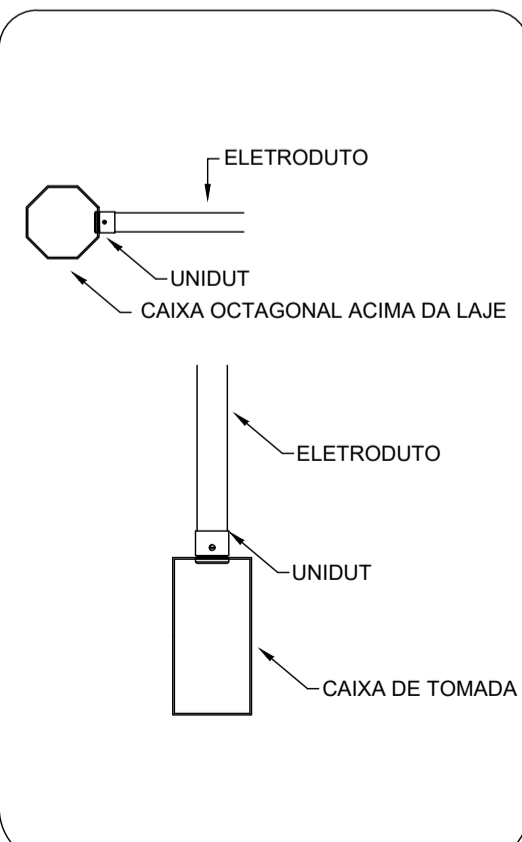 ELETRODUTO
UNIDUT
CAIXA OCTAGONAL ACIMA DA LAJE
ELETRODUTO
UNIDUT
CAIXA DE TOMADA